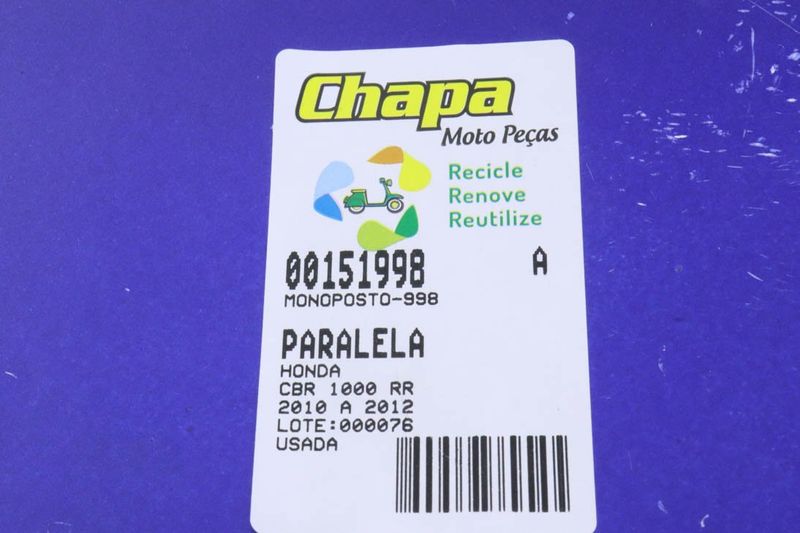 Chapa
Moto Peças
Recicle
Renove
Reutilize
00151998 A
MONOPOSTO-998
PARALELA
HONDA
CBR 1000 RR
2010 A 2012
LOTE:000076
USADA